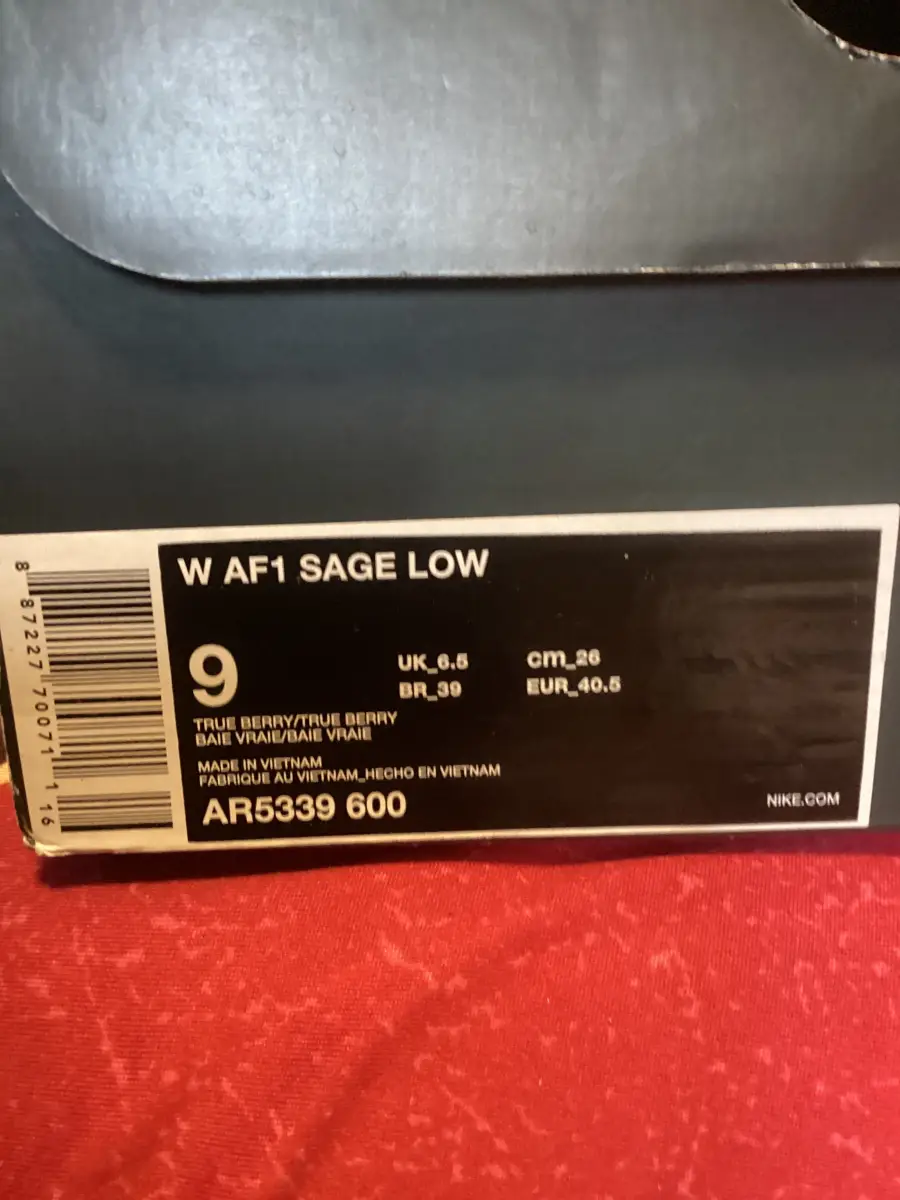 W AF1 SAGE LOW
9
UK_6.5 cm_26
BR_39 EUR_40.5
TRUE BERRY/TRUE BERRY
BAIE VRAIE/BAIE VRAIE
MADE IN VIETNAM
FABRIQUE AU VIETNAM_HECHO EN VIETNAM
AR5339 600
NIKE.COM
8 87227 70071 1 16